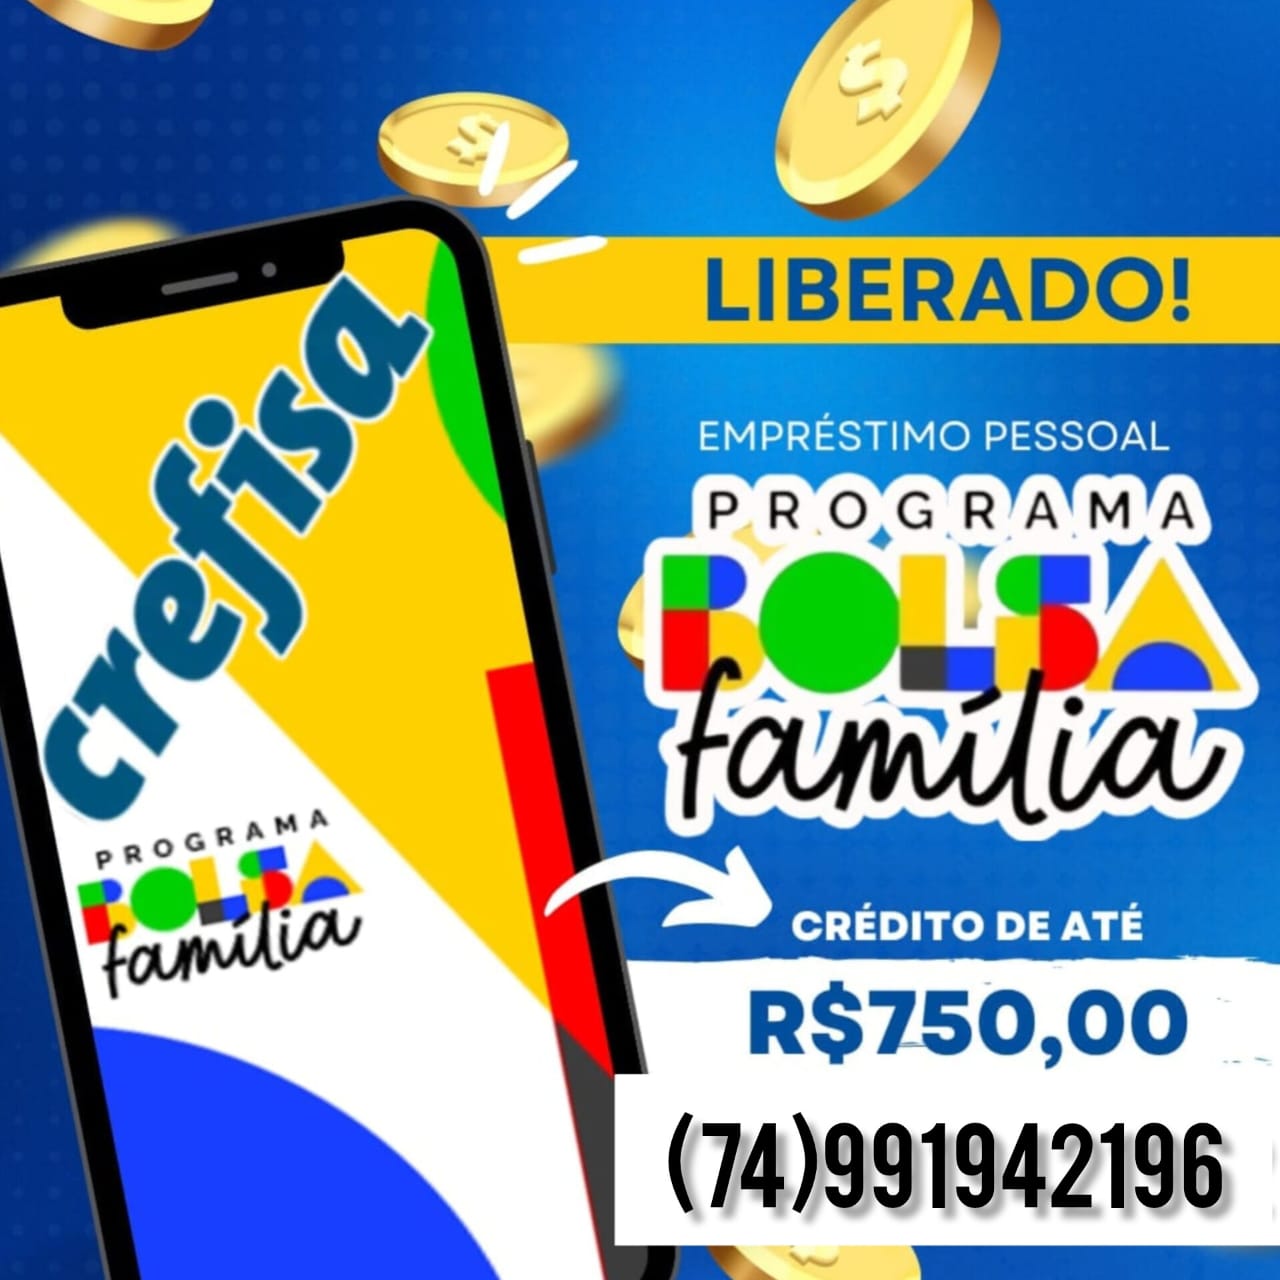 LIBERADO!
EMPRÉSTIMO PESSOAL
PROGRAMA
BOLSA
família
crefisa
PROGRAMA
BOLSA
família
CRÉDITO DE ATÉ
R$750,00
(74)991942196